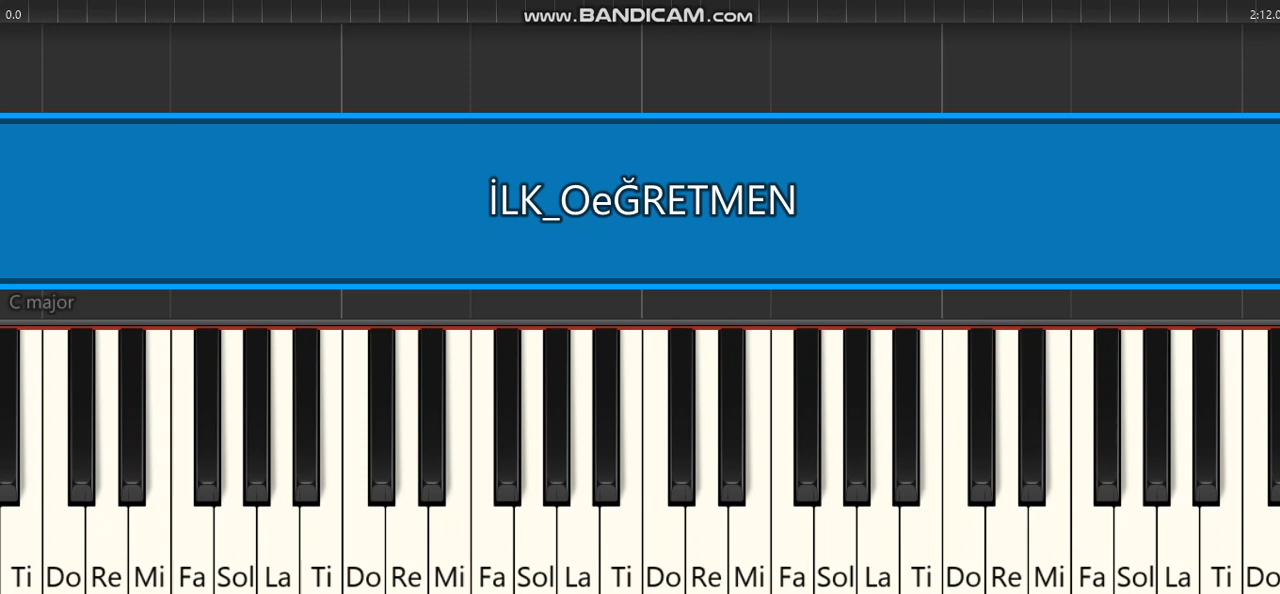 0.0
www.BANDICAM.com
2:12.0
İLK_OeĞRETMEN
C major
Ti Do Re Mi Fa Sol La Ti Do Re Mi Fa Sol La Ti Do Re Mi Fa Sol La Ti Do Re Mi Fa Sol La Ti Do